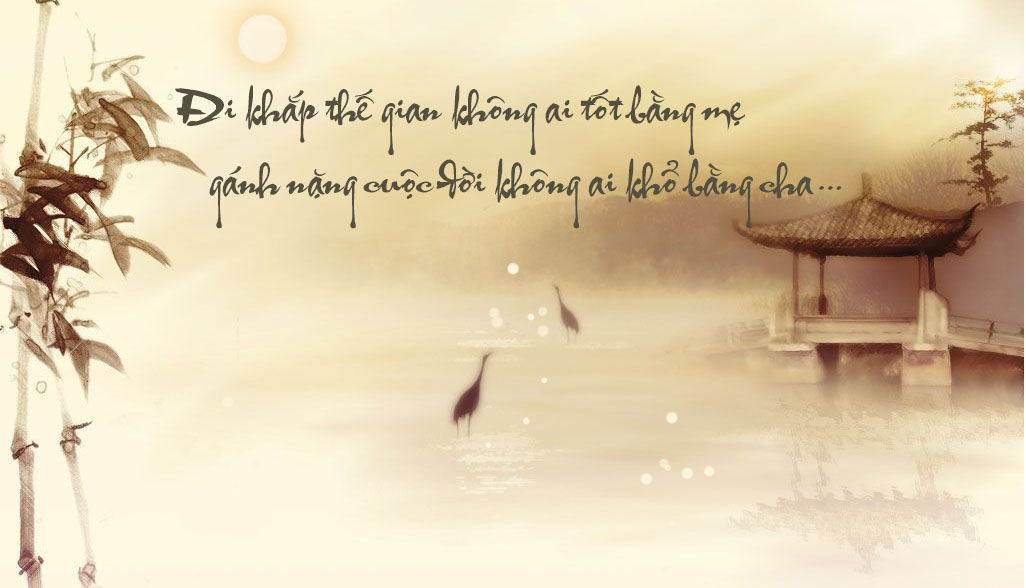 Đi khắp thế gian không ai tốt bằng mẹ
gánh nặng cuộc đời không ai khổ bằng cha...